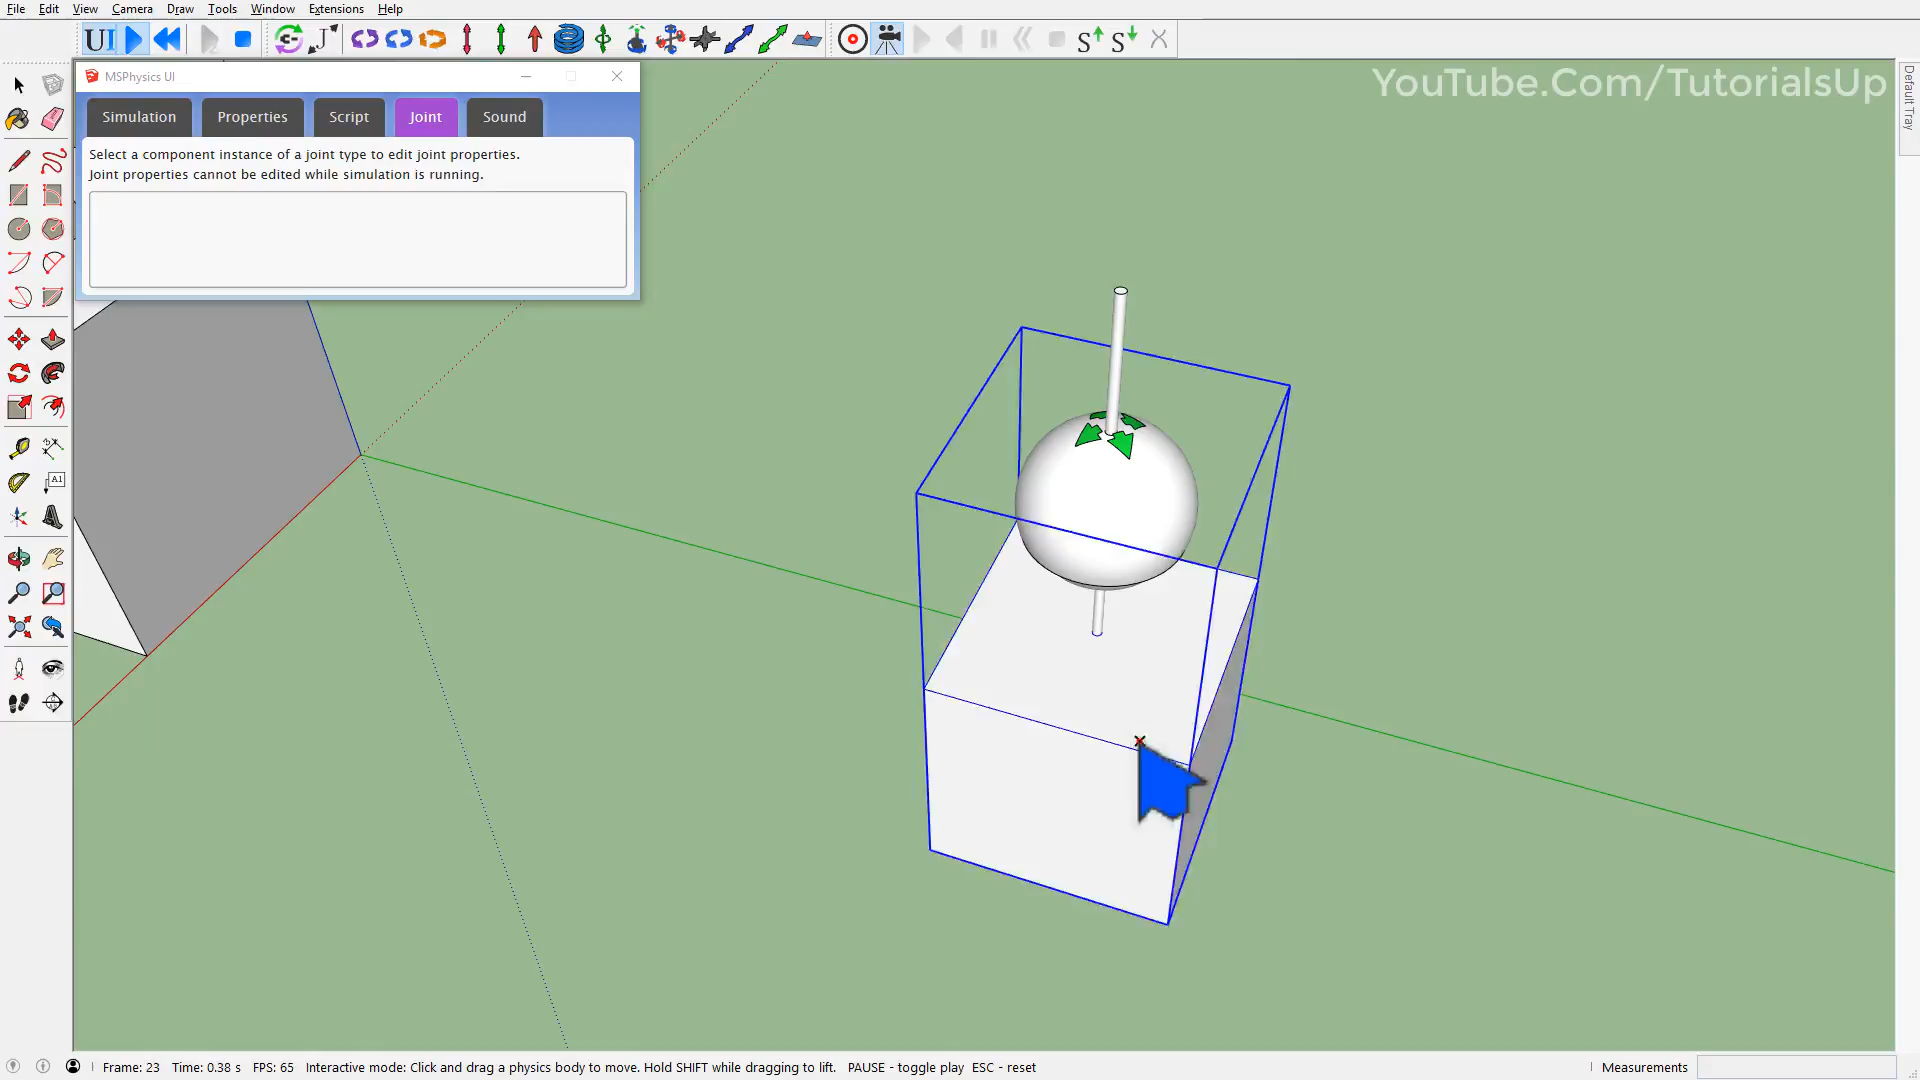 File Edit View Camera Draw Tools Window Extensions Help
UI
YouTube.Com/TutorialsUp
Default Tray
MSPhysics UI
Simulation Properties Script Joint Sound
Select a component instance of a joint type to edit joint properties.
Joint properties cannot be edited while simulation is running.
A1
Frame: 23 Time: 0.38 s FPS: 65 Interactive mode: Click and drag a physics body to move. Hold SHIFT while dragging to lift. PAUSE - toggle play ESC - reset
Measurements